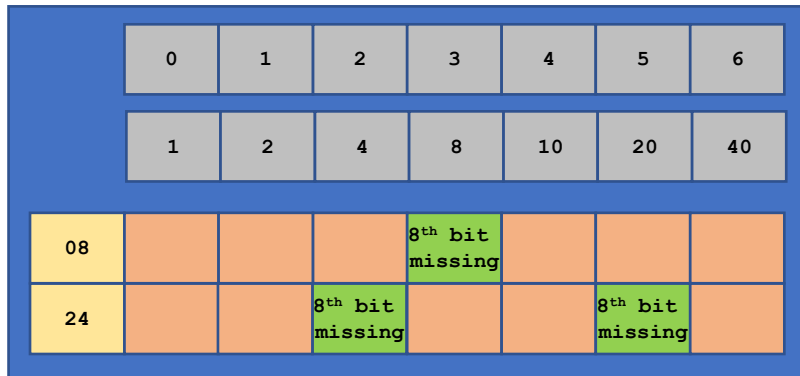 0 1 2 3 4 5 6
1 2 4 8 10 20 40
08 8th bit missing
24 8th bit missing 8th bit missing